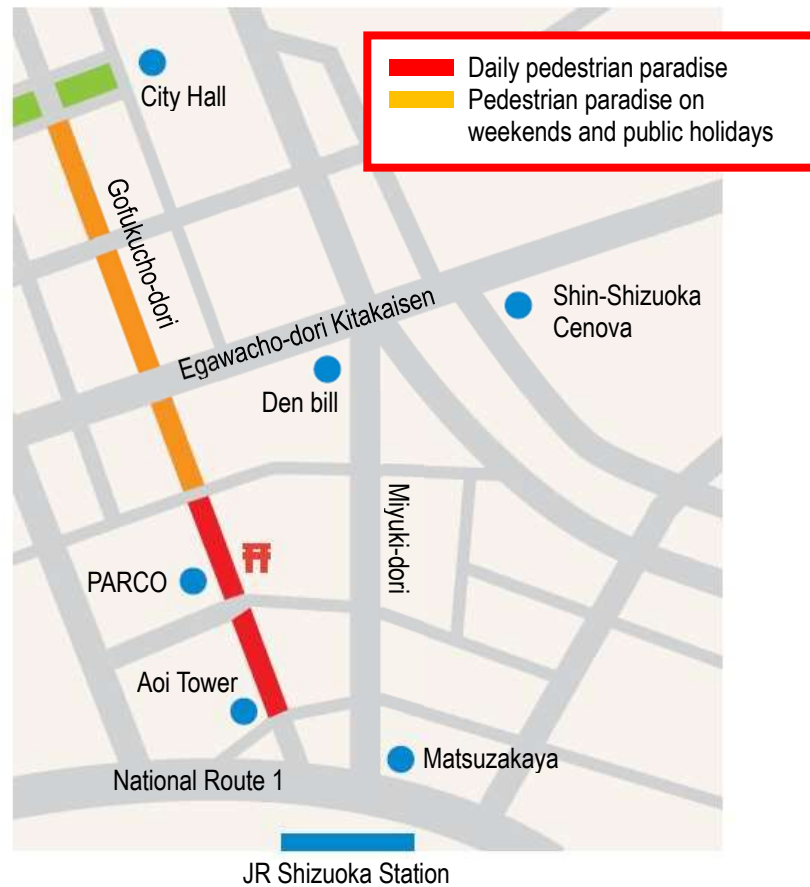 Daily pedestrian paradise
Pedestrian paradise on
weekends and public holidays
City Hall
Gofukucho-dori
Egawacho-dori Kitakaisen
Shin-Shizuoka
Cenova
Den bill
Miyuki-dori
PARCO
Aoi Tower
Matsuzakaya
National Route 1
JR Shizuoka Station